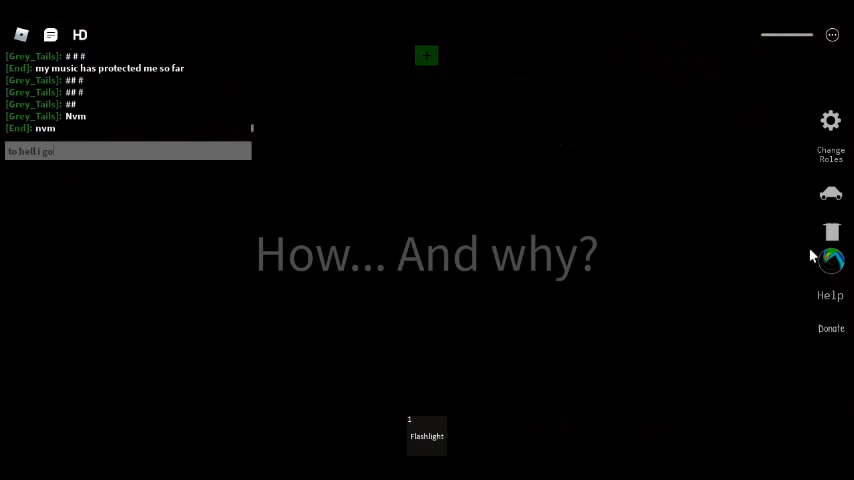 HD
[Grey_Tails]: # # #
[End]: my music has protected me so far
[Grey_Tails]: ## #
[Grey_Tails]: ## #
[Grey_Tails]: ##
[Grey_Tails]: Nvm
[End]: nvm
to hell i go
Change
Roles
How... And why?
Help
Donate
1
Flashlight